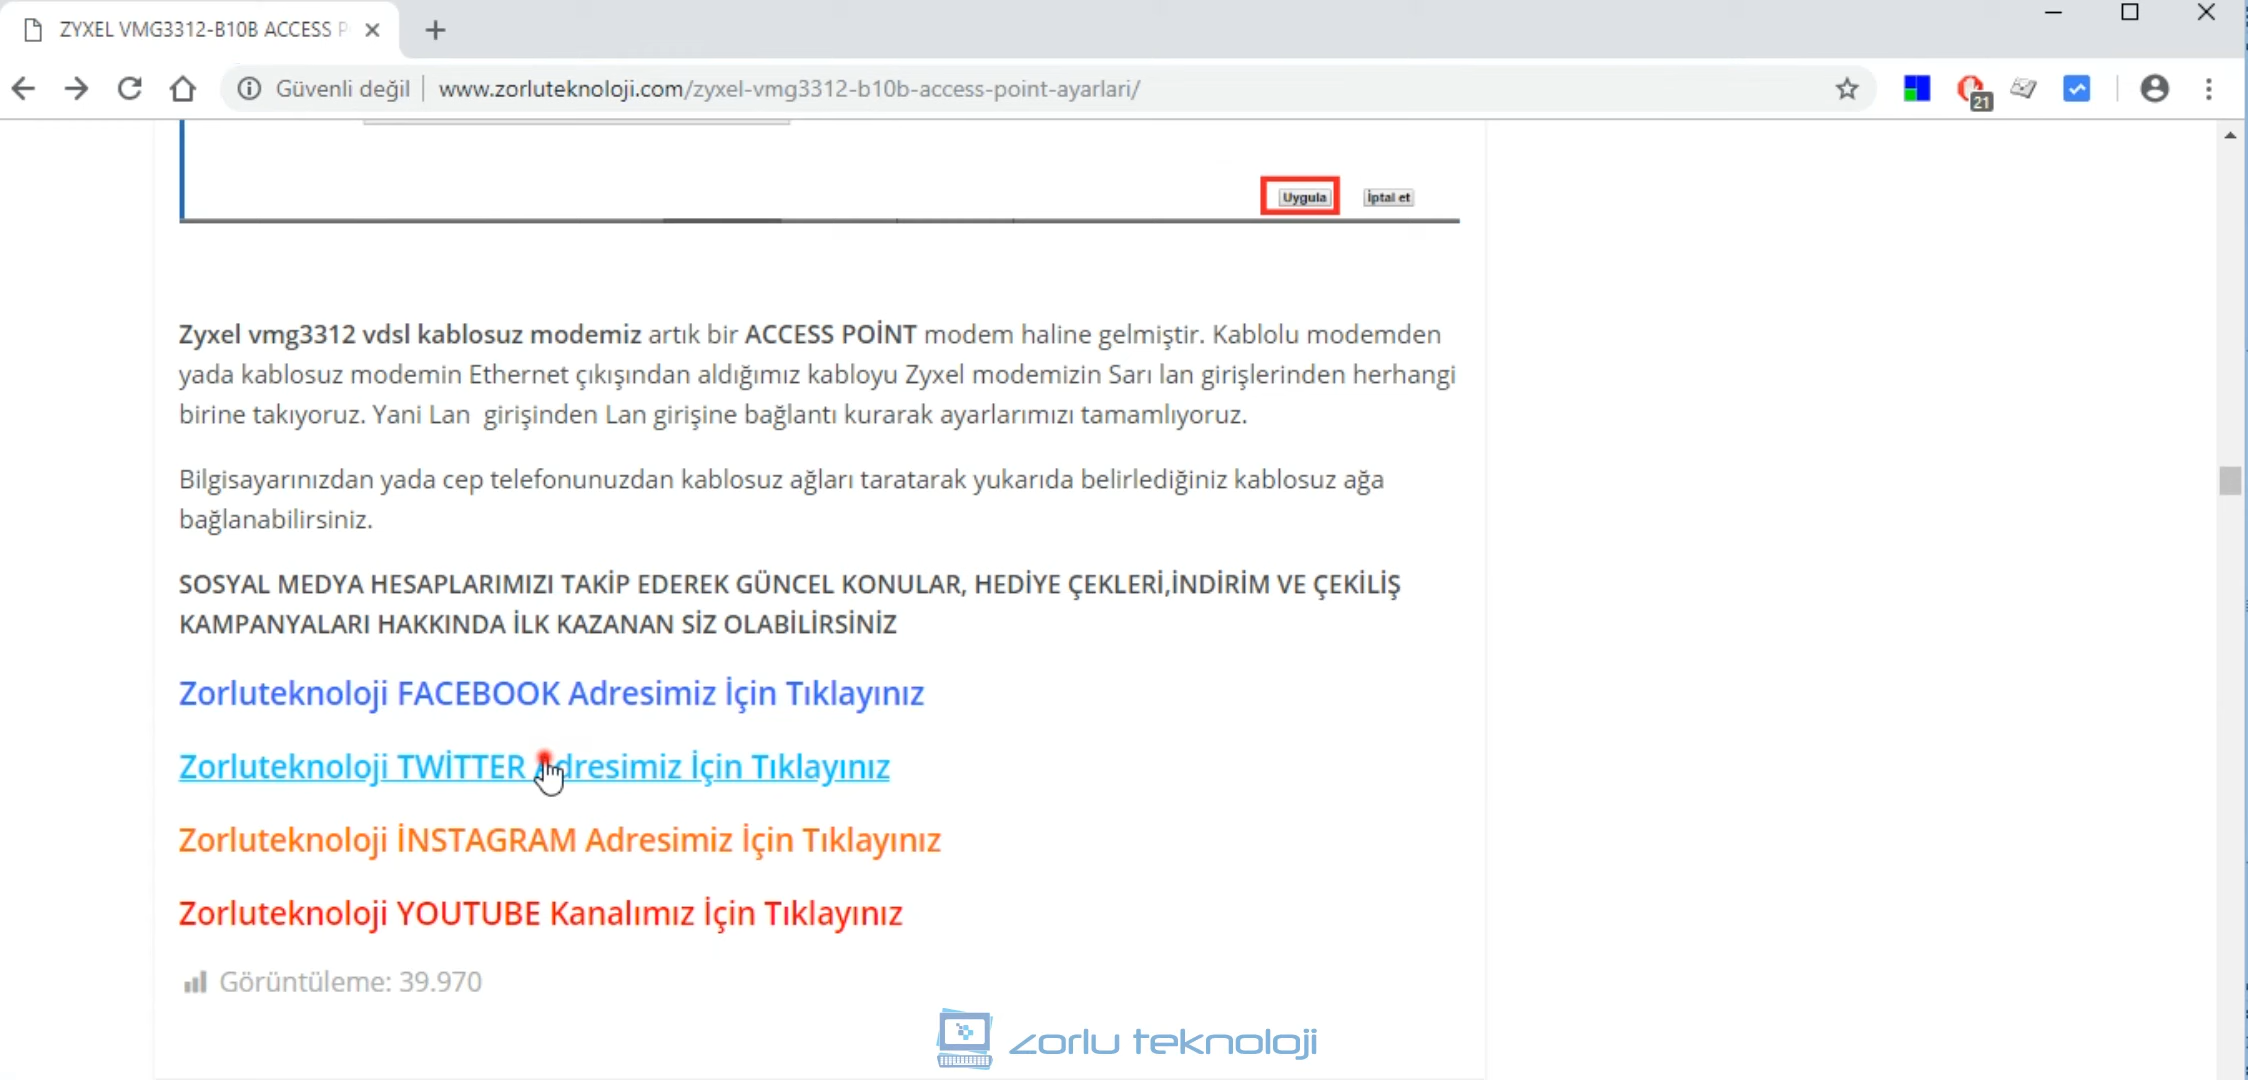 ZYXEL VMG3312-B10B ACCESS P
Güvenli değil
www.zorluteknoloji.com/zyxel-vmg3312-b10b-access-point-ayarlari/
21
Uygula
İptal et
Zyxel vmg3312 vdsl kablosuz modemiz artık bir ACCESS POİNT modem haline gelmiştir. Kablolu modemden
yada kablosuz modemin Ethernet çıkışından aldığımız kabloyu Zyxel modemizin Sarı lan girişlerinden herhangi
birine takıyoruz. Yani Lan girişinden Lan girişine bağlantı kurarak ayarlarımızı tamamlıyoruz.
Bilgisayarınızdan yada cep telefonunuzdan kablosuz ağları taratarak yukarıda belirlediğiniz kablosuz ağa
bağlanabilirsiniz.
SOSYAL MEDYA HESAPLARIMIZI TAKİP EDEREK GÜNCEL KONULAR, HEDİYE ÇEKLERİ,İNDİRİM VE ÇEKİLİŞ
KAMPANYALARI HAKKINDA İLK KAZANAN SİZ OLABİLİRSİNİZ
Zorluteknoloji FACEBOOK Adresimiz İçin Tıklayınız
Zorluteknoloji TWİTTER Adresimiz İçin Tıklayınız
Zorluteknoloji İNSTAGRAM Adresimiz İçin Tıklayınız
Zorluteknoloji YOUTUBE Kanalımız İçin Tıklayınız
Görüntüleme: 39.970
zorlu teknoloji